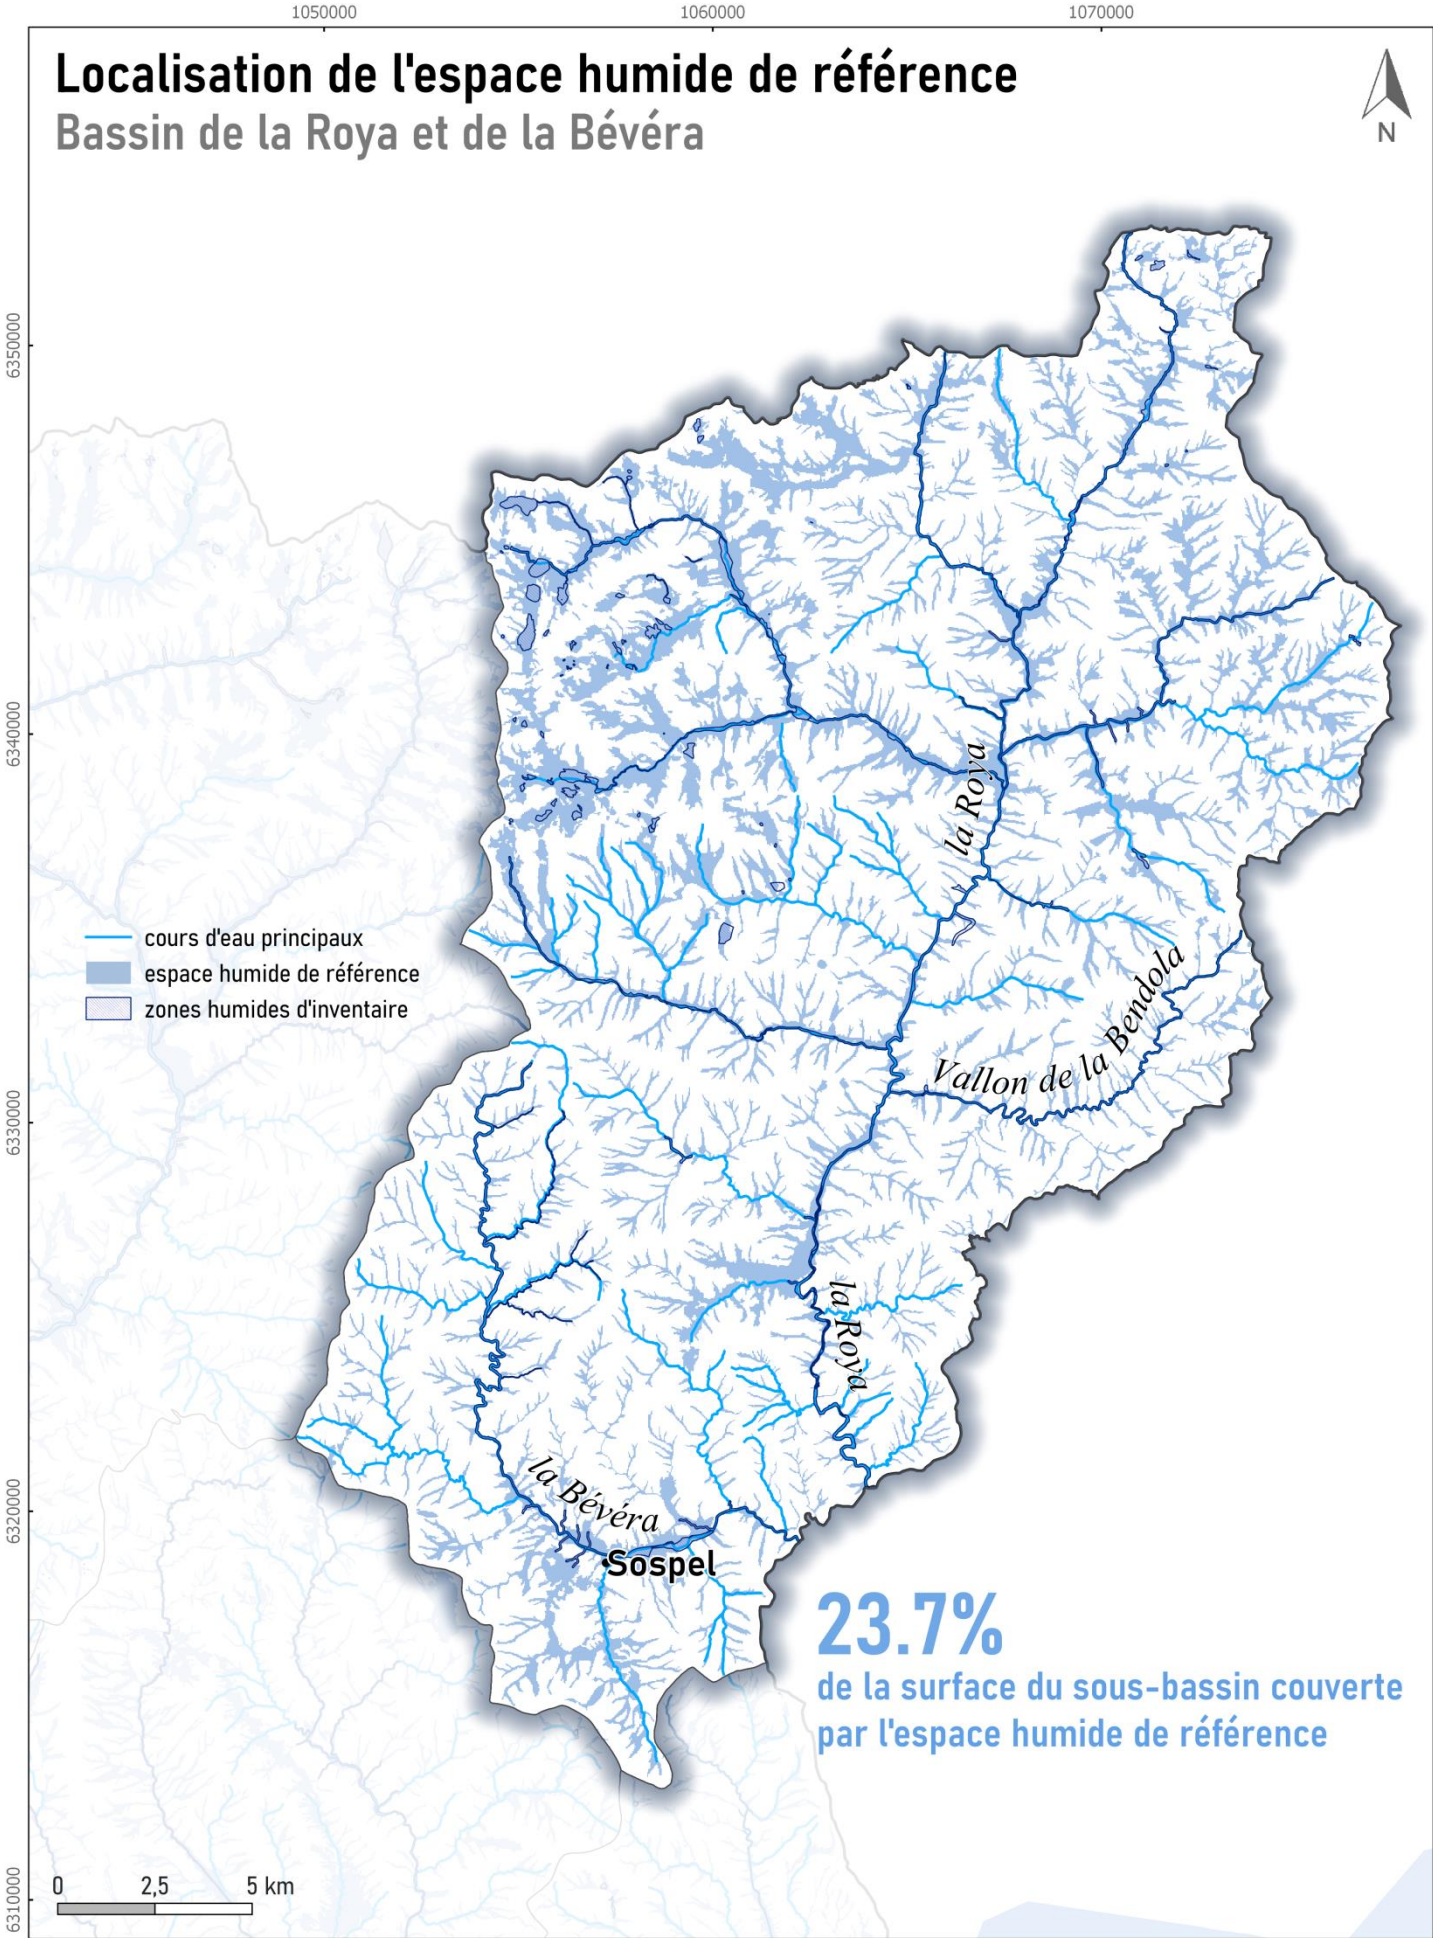 1050000
1060000
1070000
Localisation de l'espace humide de référence
Bassin de la Roya et de la Bévéra
N
6350000
6340000
6330000
6320000
6310000
la Roya
cours d'eau principaux
espace humide de référence
zones humides d'inventaire
Vallon de la Bendola
la Roya
la Bévéra
Sospel
23.7%
de la surface du sous-bassin couverte
par l'espace humide de référence
0 2,5 5 km